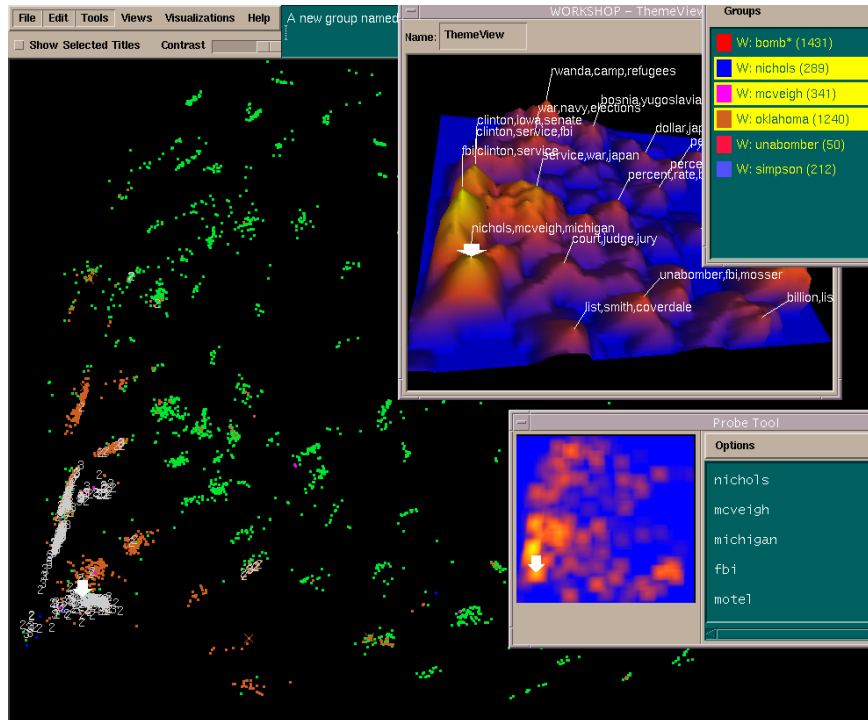 File Edit Tools Views Visualizations Help
Show Selected Titles Contrast
A new group named
WORKSHOP – ThemeView
Name: ThemeView
rwanda,camp,refugees
bosnia,yugoslavia
war,navy,elections
clinton,iowa,senate
clinton,service,fbi
fbi,clinton,service
service,war,japan
percent,rate,b
nichols,mcveigh,michigan
court,judge,jury
unabomber,fbi,mosser
list,smith,coverdale
billion,lis
dollar,jap
Groups
W: bomb* (1431)
W: nichols (289)
W: mcveigh (341)
W: oklahoma (1240)
W: unabomber (50)
W: simpson (212)
Probe Tool
Options
nichols
mcveigh
michigan
fbi
motel